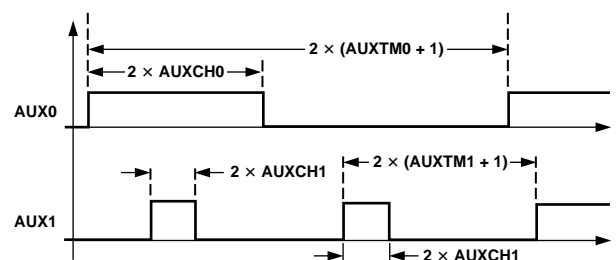 2 × (AUXTM0 + 1)
2 × AUXCH0
AUX0
2 × AUXCH1
2 × (AUXTM1 + 1)
AUX1
2 × AUXCH1